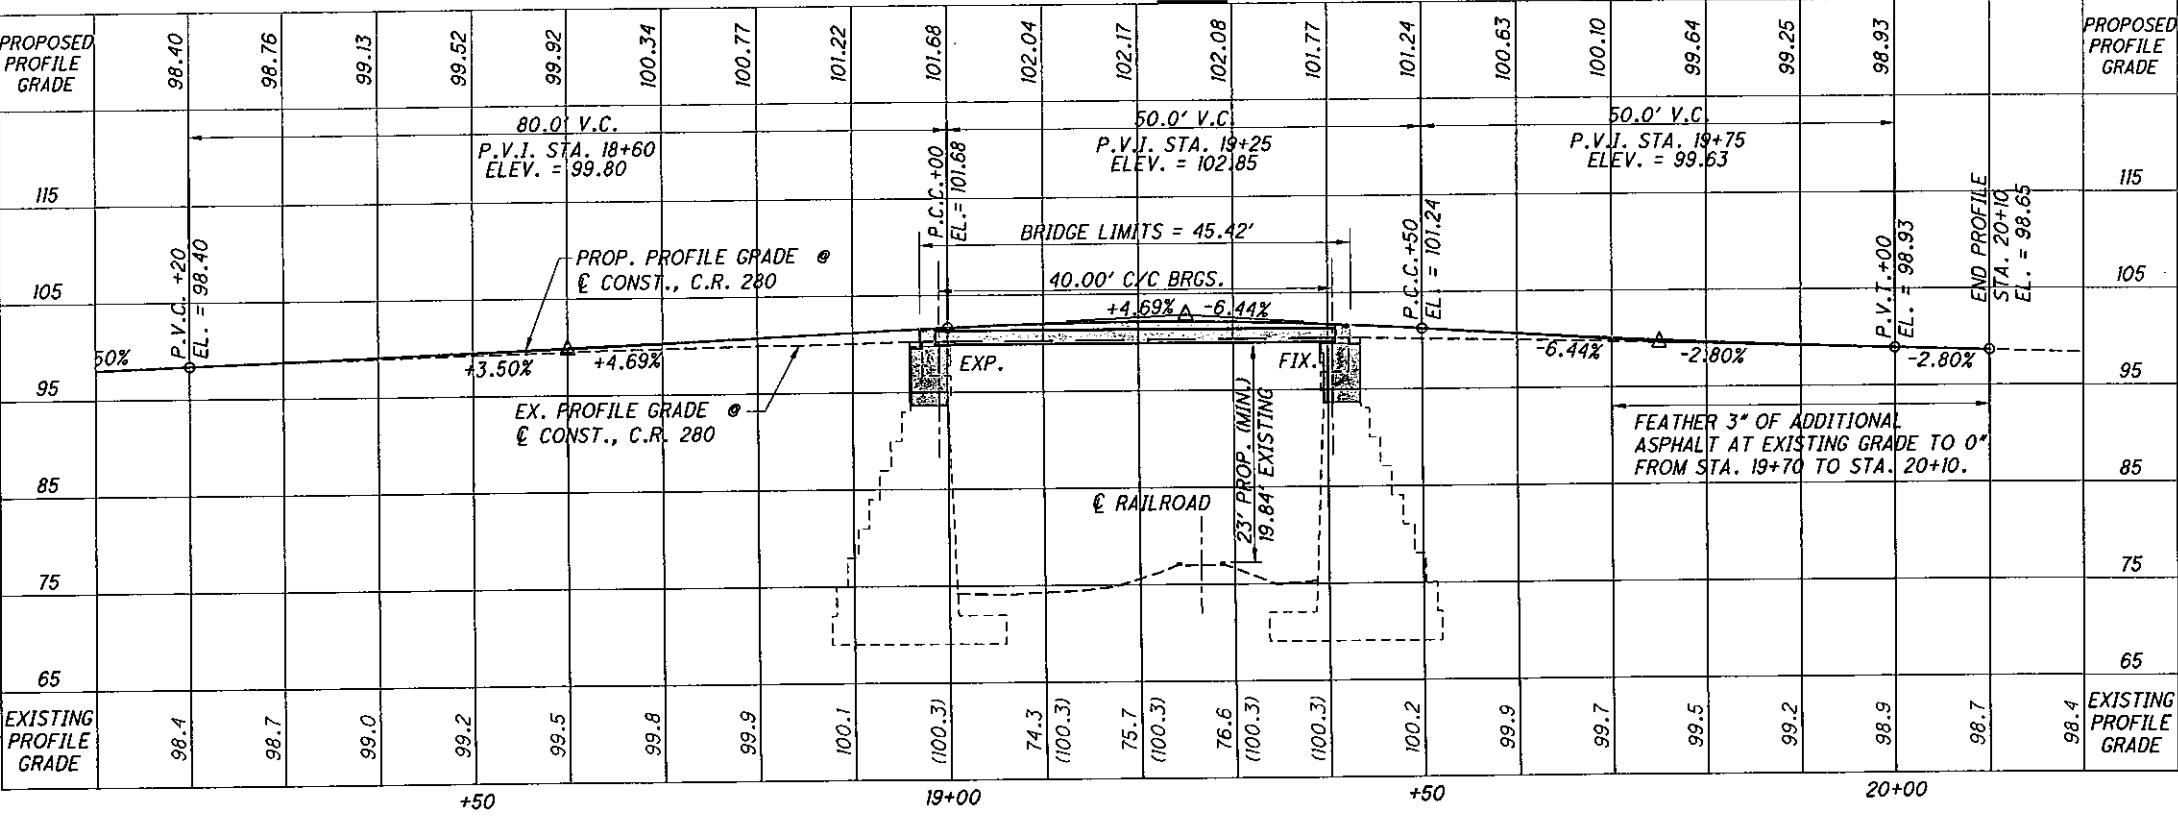 PROPOSED
PROFILE
GRADE
98.40
98.76
99.13
99.52
99.92
100.34
100.77
101.22
101.68
102.04
102.17
102.08
101.77
101.24
100.63
100.10
99.64
99.25
98.93
PROPOSED
PROFILE
GRADE
80.0' V.C.
P.V.I. STA. 18+60
ELEV. = 99.80
50.0' V.C.
P.V.I. STA. 19+25
ELEV. = 102.85
50.0' V.C.
P.V.I. STA. 19+75
ELEV. = 99.63
P.V.C. +20
EL. = 98.40
P.C.C.+00
EL.= 101.68
P.C.C.+50
EL. = 101.24
P.V.T.+00
EL. = 98.93
END PROFILE
STA. 20+10
EL. = 98.65
115
105
95
85
75
65
115
105
95
85
75
65
BRIDGE LIMITS = 45.42'
40.00' C/C BRGS.
PROP. PROFILE GRADE @
℄ CONST., C.R. 280
EX. PROFILE GRADE @
℄ CONST., C.R. 280
50%
+3.50%
+4.69%
+4.69%
-6.44%
-6.44%
-2.80%
-2.80%
EXP.
FIX.
23' PROP. (MIN.)
19.84' EXISTING
℄ RAILROAD
FEATHER 3" OF ADDITIONAL
ASPHALT AT EXISTING GRADE TO 0"
FROM STA. 19+70 TO STA. 20+10.
EXISTING
PROFILE
GRADE
98.4
98.7
99.0
99.2
99.5
99.8
99.9
100.1
(100.3)
74.3
(100.3)
75.7
(100.3)
76.6
(100.3)
(100.3)
100.2
99.9
99.7
99.5
99.2
98.9
98.7
98.4
EXISTING
PROFILE
GRADE
+50
19+00
+50
20+00